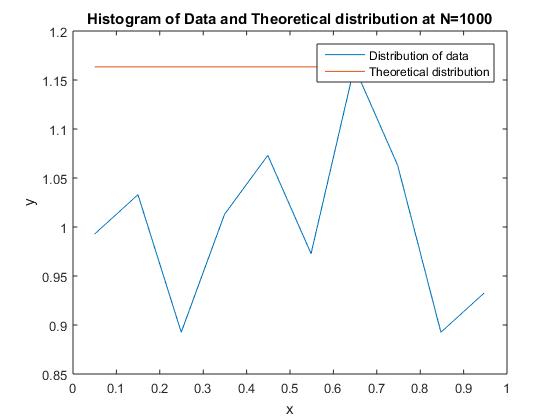 Histogram of Data and Theoretical distribution at N=1000
1.2
1.15
1.1
1.05
1
0.95
0.9
0.85
y
Distribution of data
Theoretical distribution
0 0.1 0.2 0.3 0.4 0.5 0.6 0.7 0.8 0.9 1
x